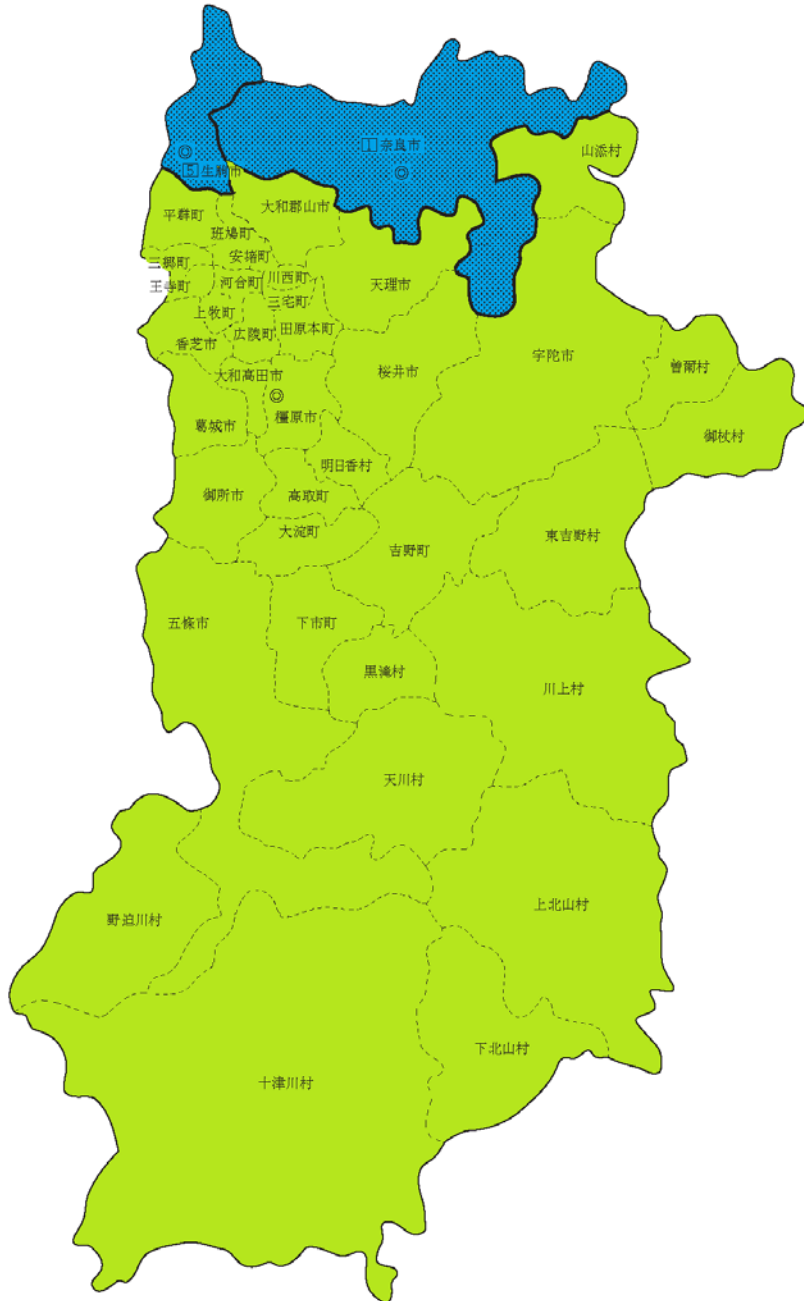 1 奈良市
山添村
5 生駒市
大和郡山市
平群町
斑鳩町
三郷町
安堵町
川西町
天理市
王寺町
河合町
三宅町
上牧町
広陵町
田原本町
香芝市
宇陀市
曽爾村
大和高田市
桜井市
葛城市
橿原市
御杖村
明日香村
御所市
高取町
大淀町
吉野町
東吉野村
五條市
下市町
黒滝村
川上村
天川村
野迫川村
上北山村
下北山村
十津川村